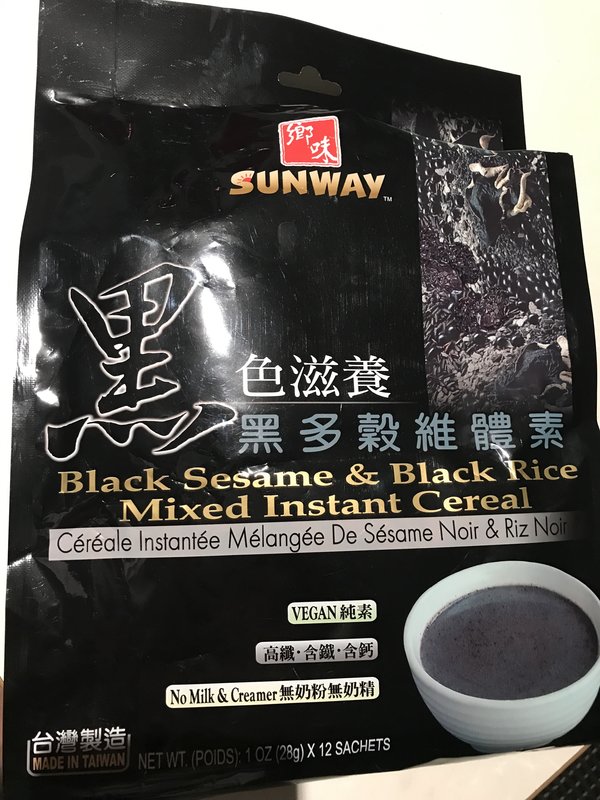 鄉味
SUNWAY™
黑
色滋養
黑多穀維體素
Black Sesame & Black Rice
Mixed Instant Cereal
Céréale Instantée Mélangée De Sésame Noir & Riz Noir
VEGAN 純素
高纖·含鐵·含鈣
No Milk & Creamer 無奶粉無奶精
台灣製造
MADE IN TAIWAN
NET WT. (POIDS): 1 OZ (28g) X 12 SACHETS